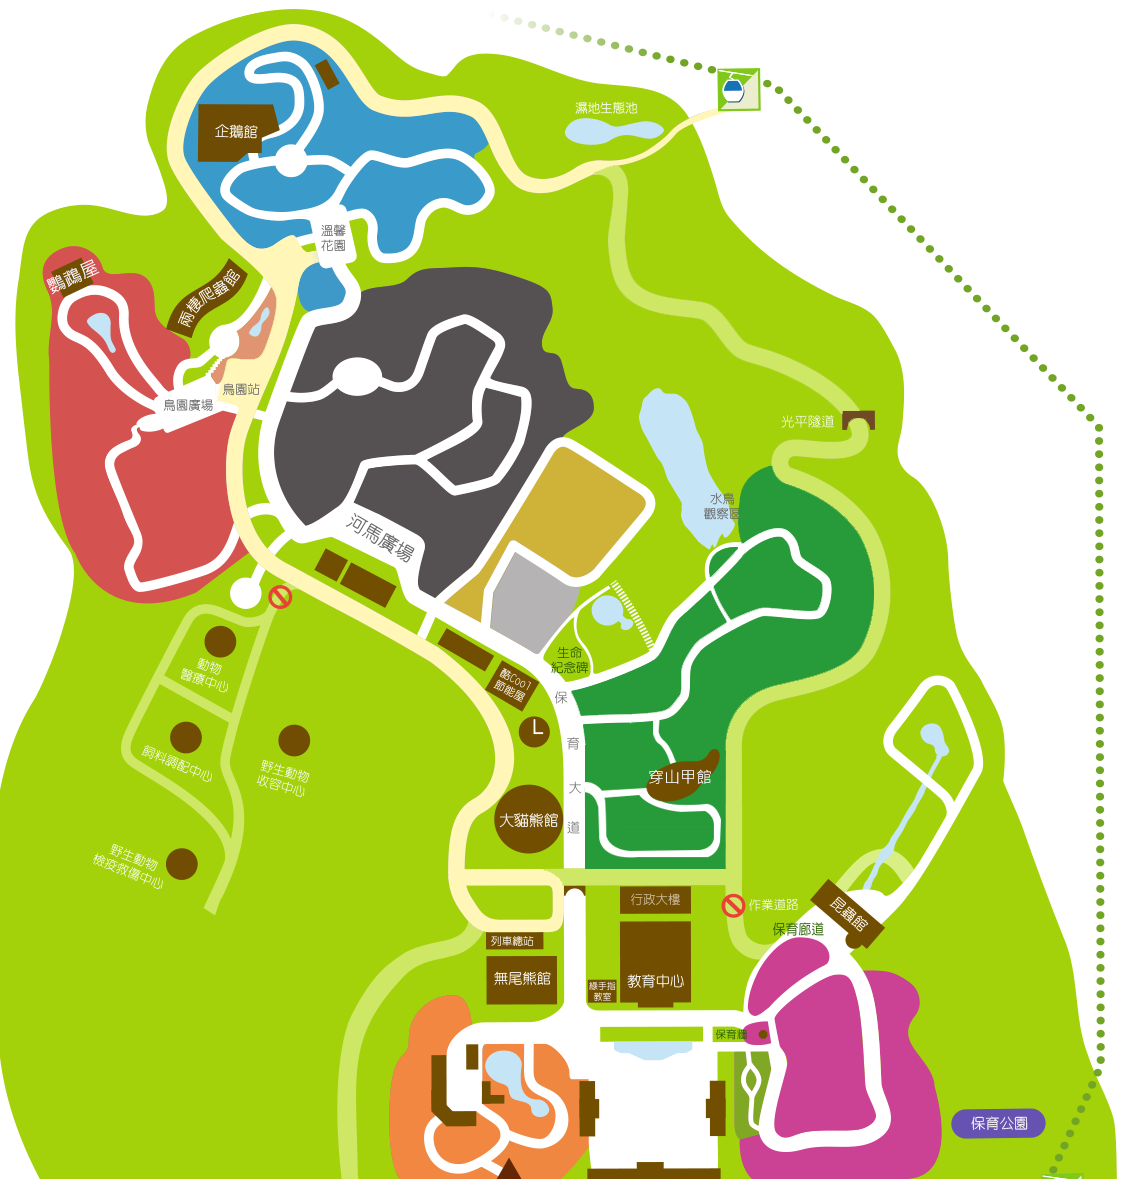 濕地生態池
企鵝館
溫馨
花園
鸚鵡屋
兩棲爬蟲館
鳥園站
鳥園廣場
光平隧道
水鳥
觀察區
河馬廣場
生命
紀念碑
動物
醫療中心
酷Cool
節能屋
保
育
大
道
飼料調配中心
野生動物
收容中心
穿山甲館
大貓熊館
野生動物
檢疫救傷中心
行政大樓
作業道路
昆蟲館
保育廊道
列車總站
無尾熊館
教育中心
綠手指
教室
保育廊
保育公園